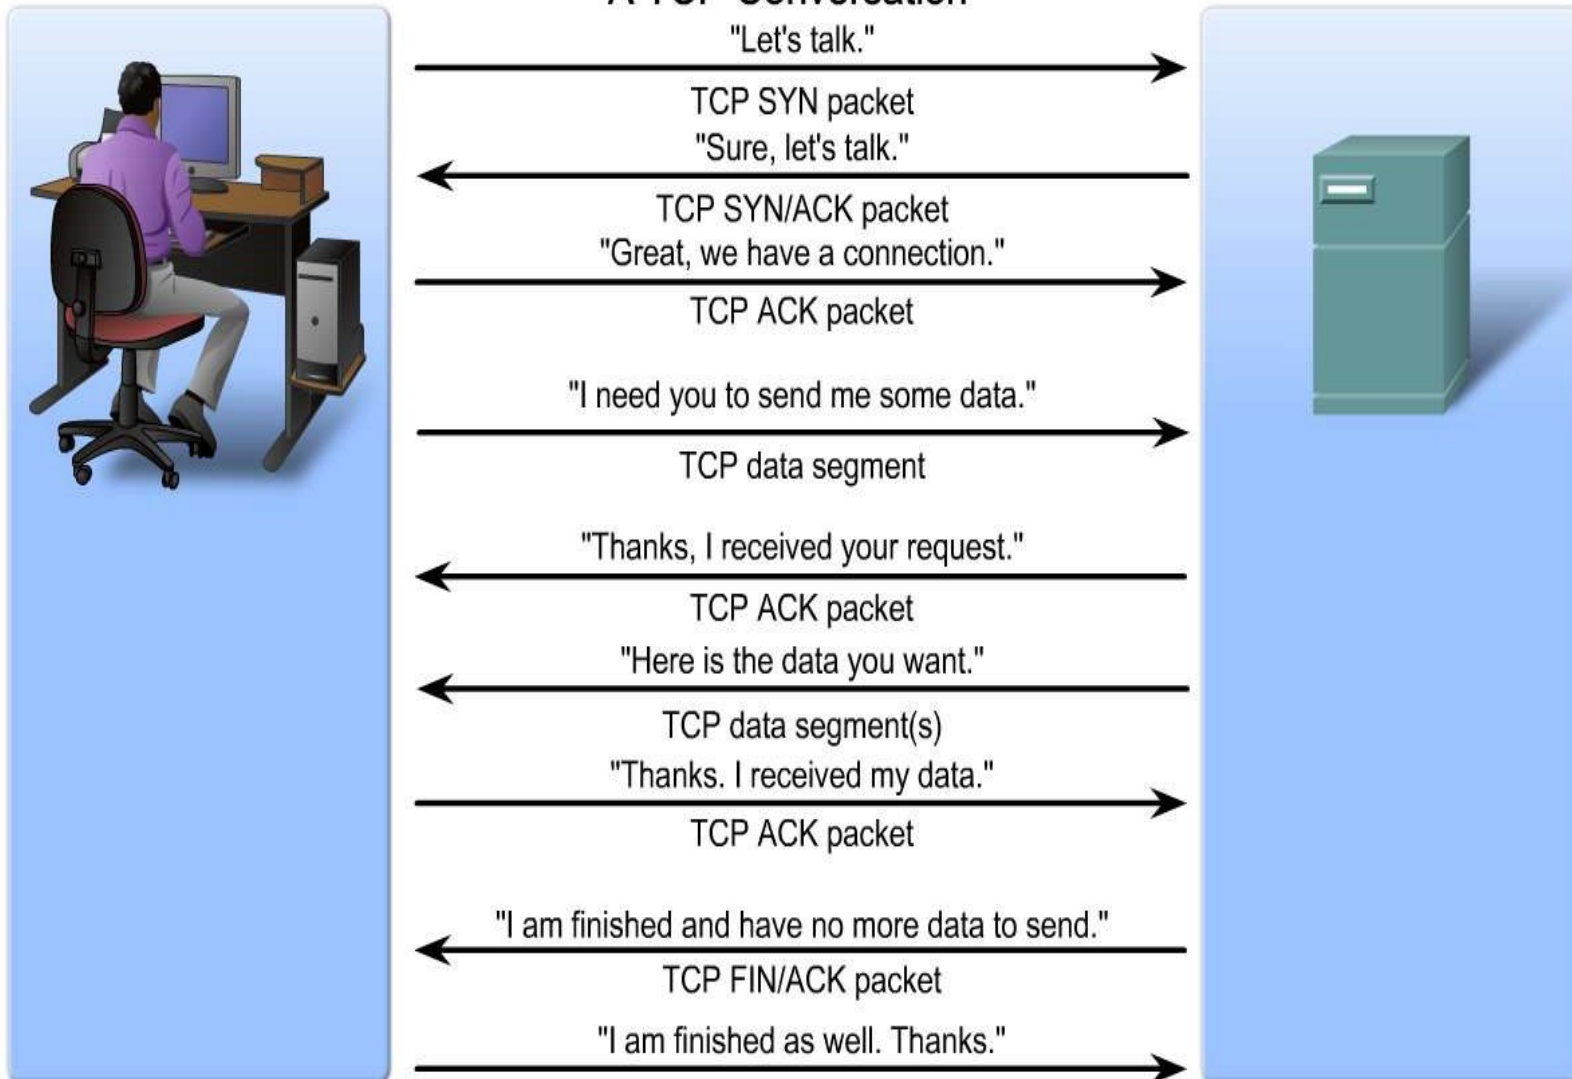 A TCP Conversation
"Let's talk."
TCP SYN packet
"Sure, let's talk."
TCP SYN/ACK packet
"Great, we have a connection."
TCP ACK packet
"I need you to send me some data."
TCP data segment
"Thanks, I received your request."
TCP ACK packet
"Here is the data you want."
TCP data segment(s)
"Thanks. I received my data."
TCP ACK packet
"I am finished and have no more data to send."
TCP FIN/ACK packet
"I am finished as well. Thanks."